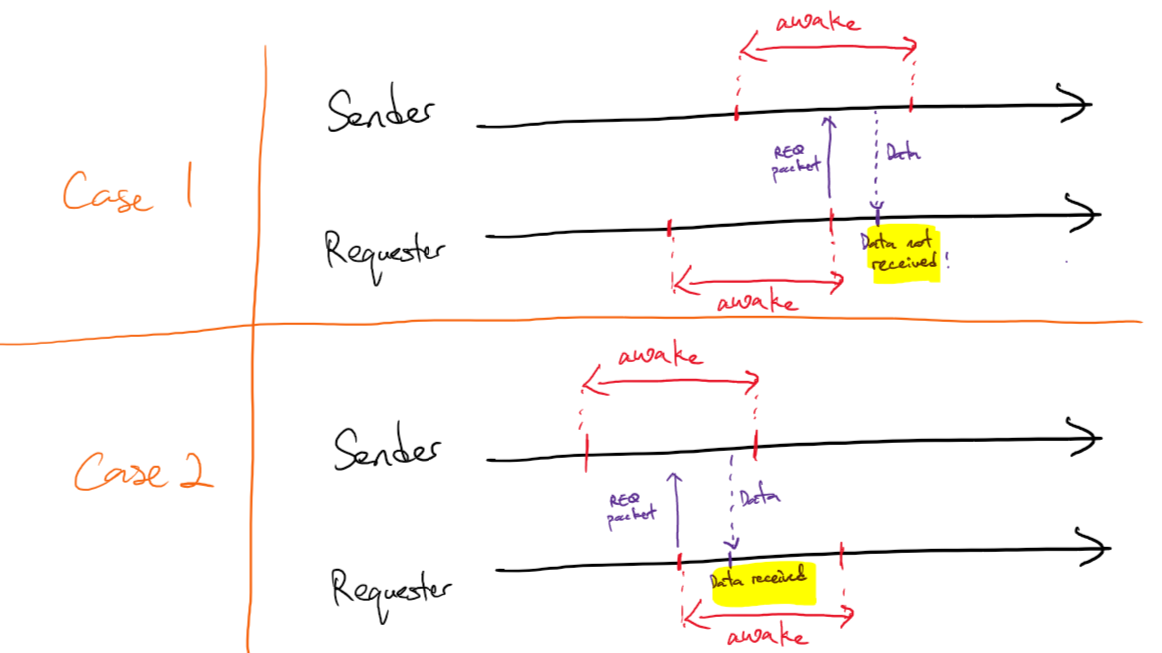 awake
Sender
Case 1
REQ
packet
Data
Requester
Data not
received!
awake
awake
Sender
Case 2
REQ
packet
Data
Requester
Data received
awake